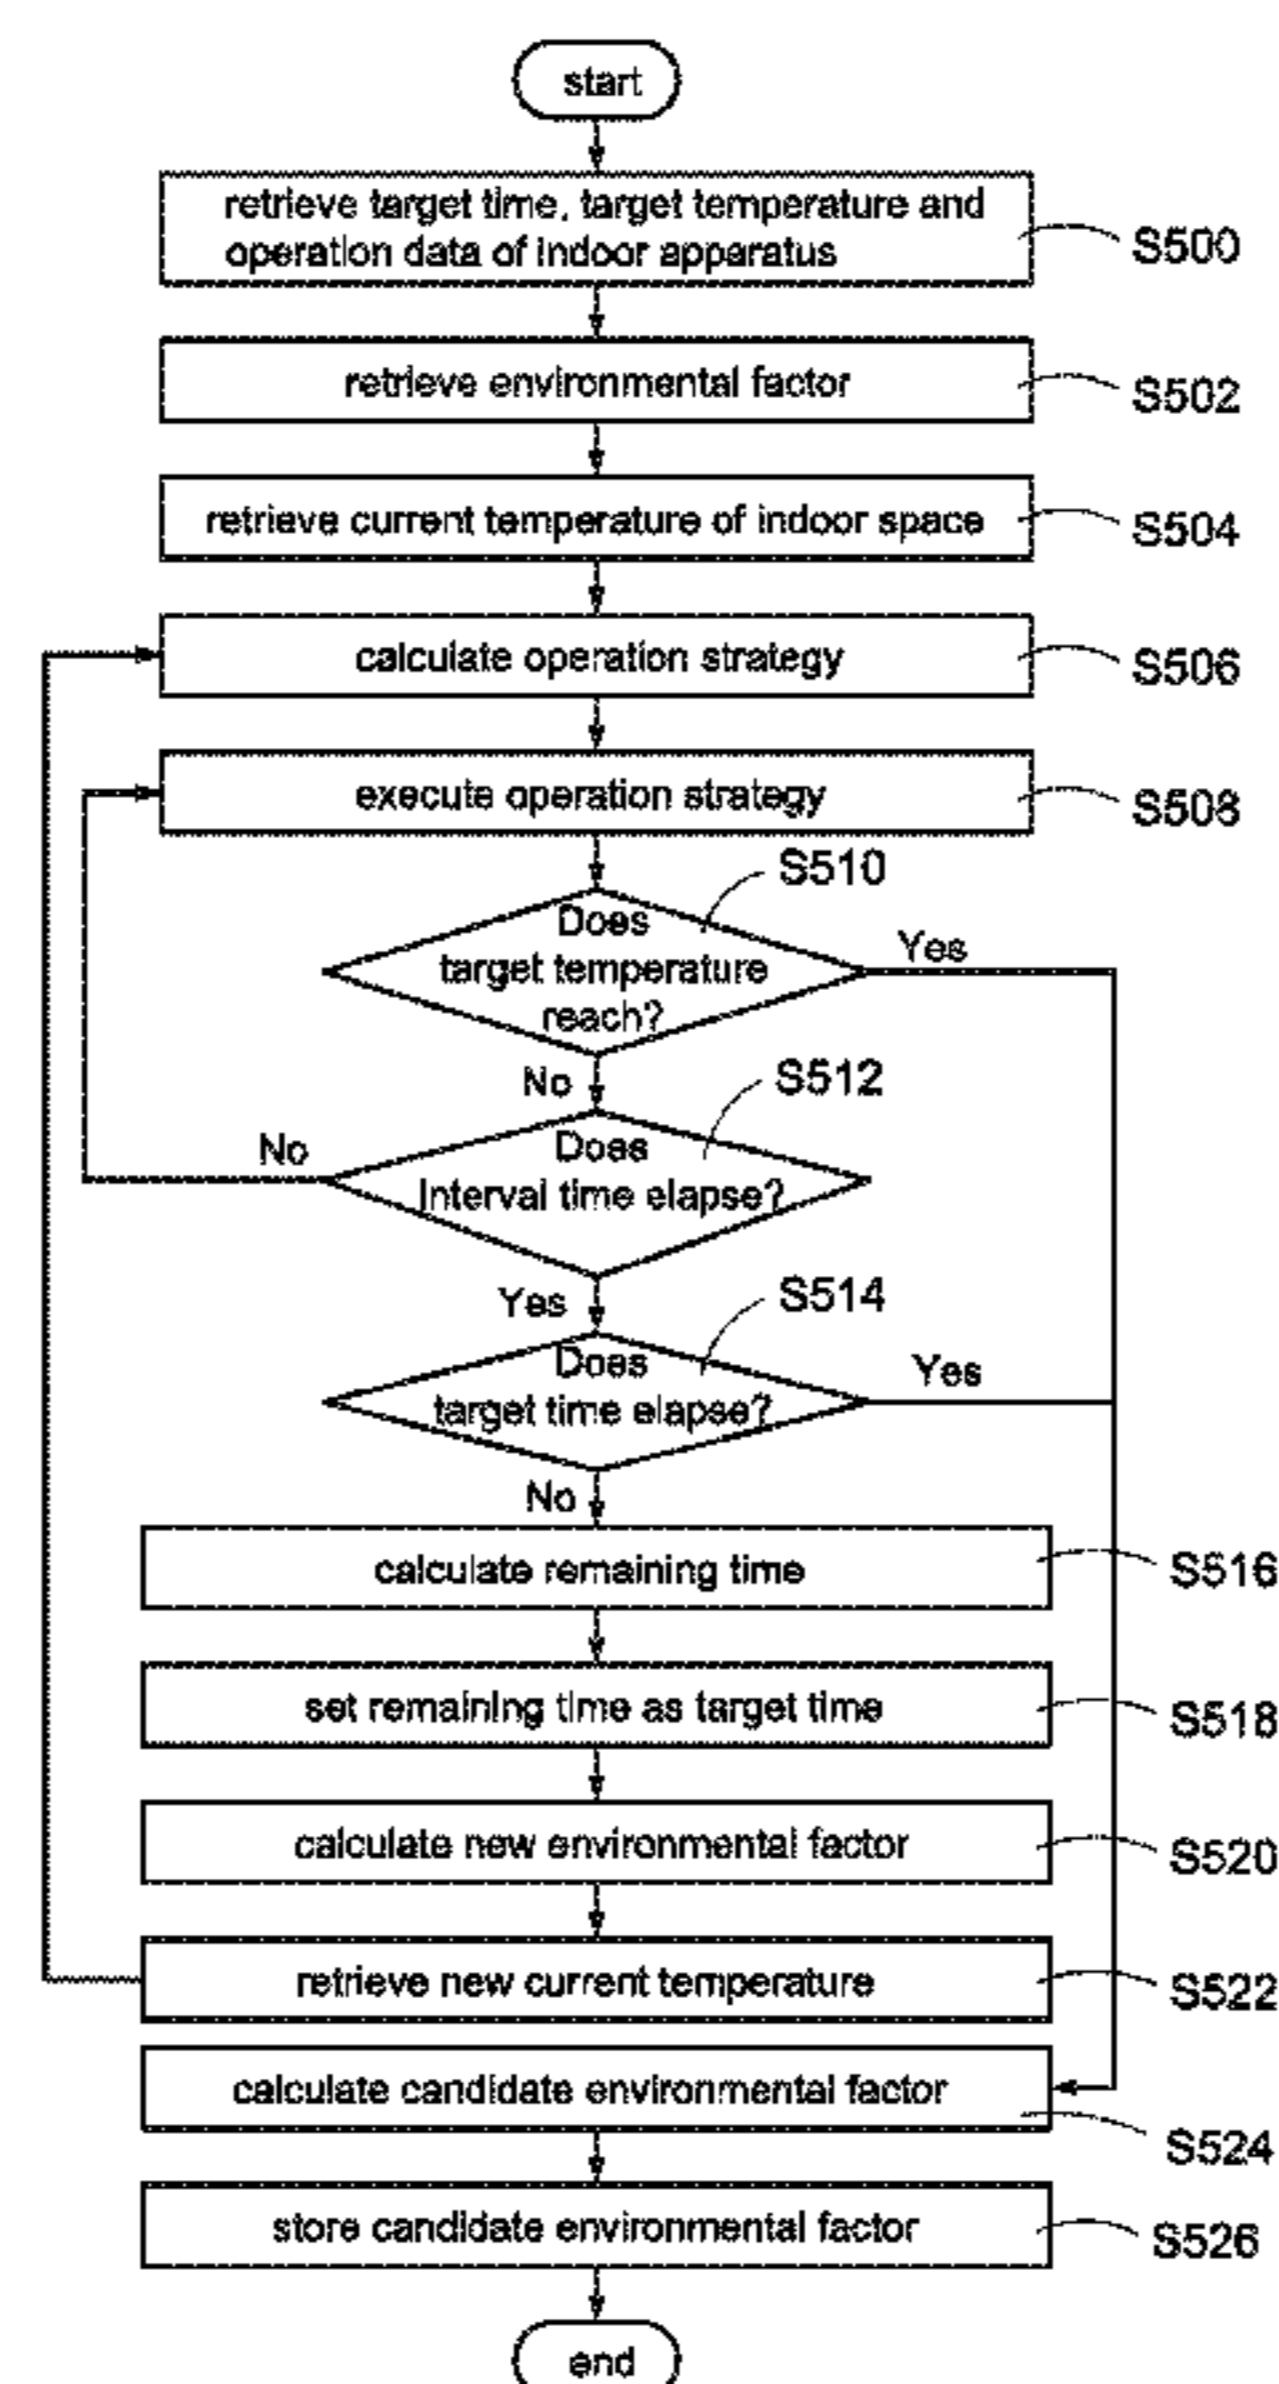 start
retrieve target time, target temperature and
operation data of indoor apparatus
S500
retrieve environmental factor
S502
retrieve current temperature of indoor space
S504
calculate operation strategy
S506
execute operation strategy
S508
S510
Does
target temperature
reach?
Yes
No
S512
Does
interval time elapse?
No
Yes
S514
Does
target time elapse?
Yes
No
calculate remaining time
S516
set remaining time as target time
S518
calculate new environmental factor
S520
retrieve new current temperature
S522
calculate candidate environmental factor
S524
store candidate environmental factor
S526
end